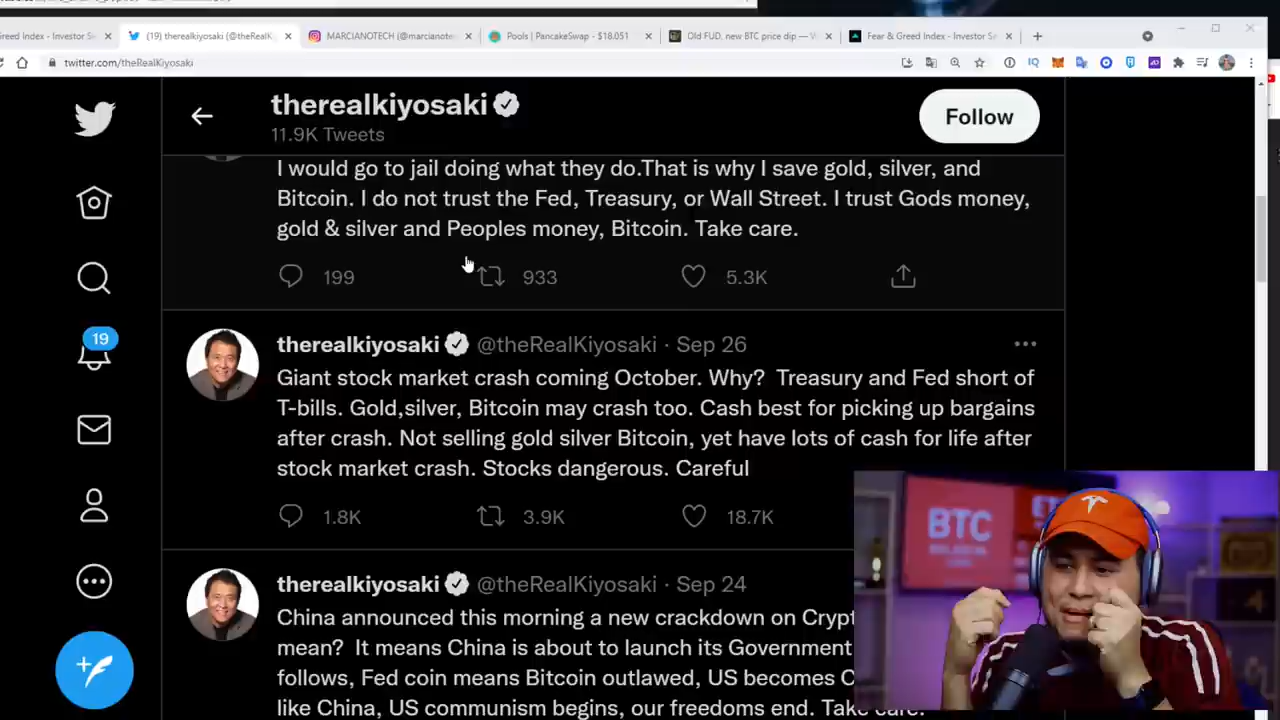 Greed Index - Investor S
(19) therealkiyosaki (@theRealK
MARCIANOTECH (@marcianote
Pools | PancakeSwap - $18.051
Old FUD, new BTC price dip — W
Fear & Greed Index - Investor Se
twitter.com/theRealKiyosaki
therealkiyosaki
11.9K Tweets
Follow
I would go to jail doing what they do.That is why I save gold, silver, and
Bitcoin. I do not trust the Fed, Treasury, or Wall Street. I trust Gods money,
gold & silver and Peoples money, Bitcoin. Take care.
199 933 5.3K
19
therealkiyosaki @theRealKiyosaki · Sep 26
Giant stock market crash coming October. Why? Treasury and Fed short of
T-bills. Gold,silver, Bitcoin may crash too. Cash best for picking up bargains
after crash. Not selling gold silver Bitcoin, yet have lots of cash for life after
stock market crash. Stocks dangerous. Careful
1.8K 3.9K 18.7K
BTC
therealkiyosaki @theRealKiyosaki · Sep 24
China announced this morning a new crackdown on Crypt
mean? It means China is about to launch its Government
follows, Fed coin means Bitcoin outlawed, US becomes C
like China, US communism begins, our freedoms end. Take care.